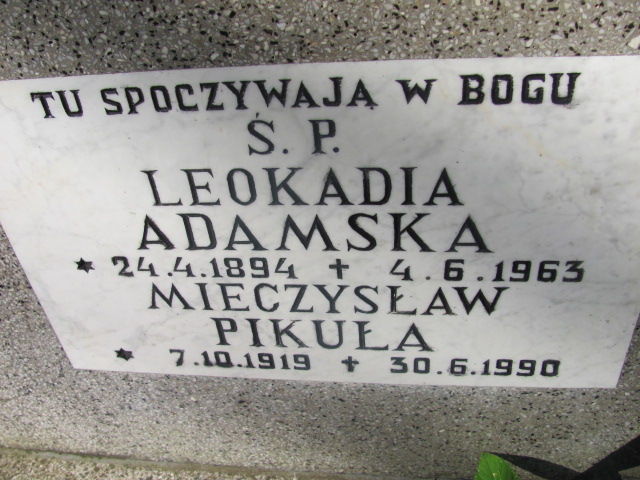 TU SPOCZYWAJĄ W BOGU
Ś. P.
LEOKADIA
ADAMSKA
* 24.4.1894 ✝ 4.6.1963
MIECZYSŁAW
PIKUŁA
* 7.10.1919 ✝ 30.6.1990